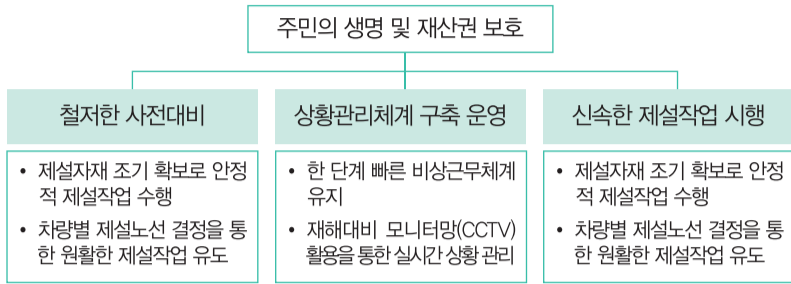 주민의 생명 및 재산권 보호
철저한 사전대비
• 제설자재 조기 확보로 안정
적 제설작업 수행
• 차량별 제설노선 결정을 통
한 원활한 제설작업 유도
상황관리체계 구축 운영
• 한 단계 빠른 비상근무체계
유지
• 재해대비 모니터망(CCTV)
활용을 통한 실시간 상황 관리
신속한 제설작업 시행
• 제설자재 조기 확보로 안정
적 제설작업 수행
• 차량별 제설노선 결정을 통
한 원활한 제설작업 유도